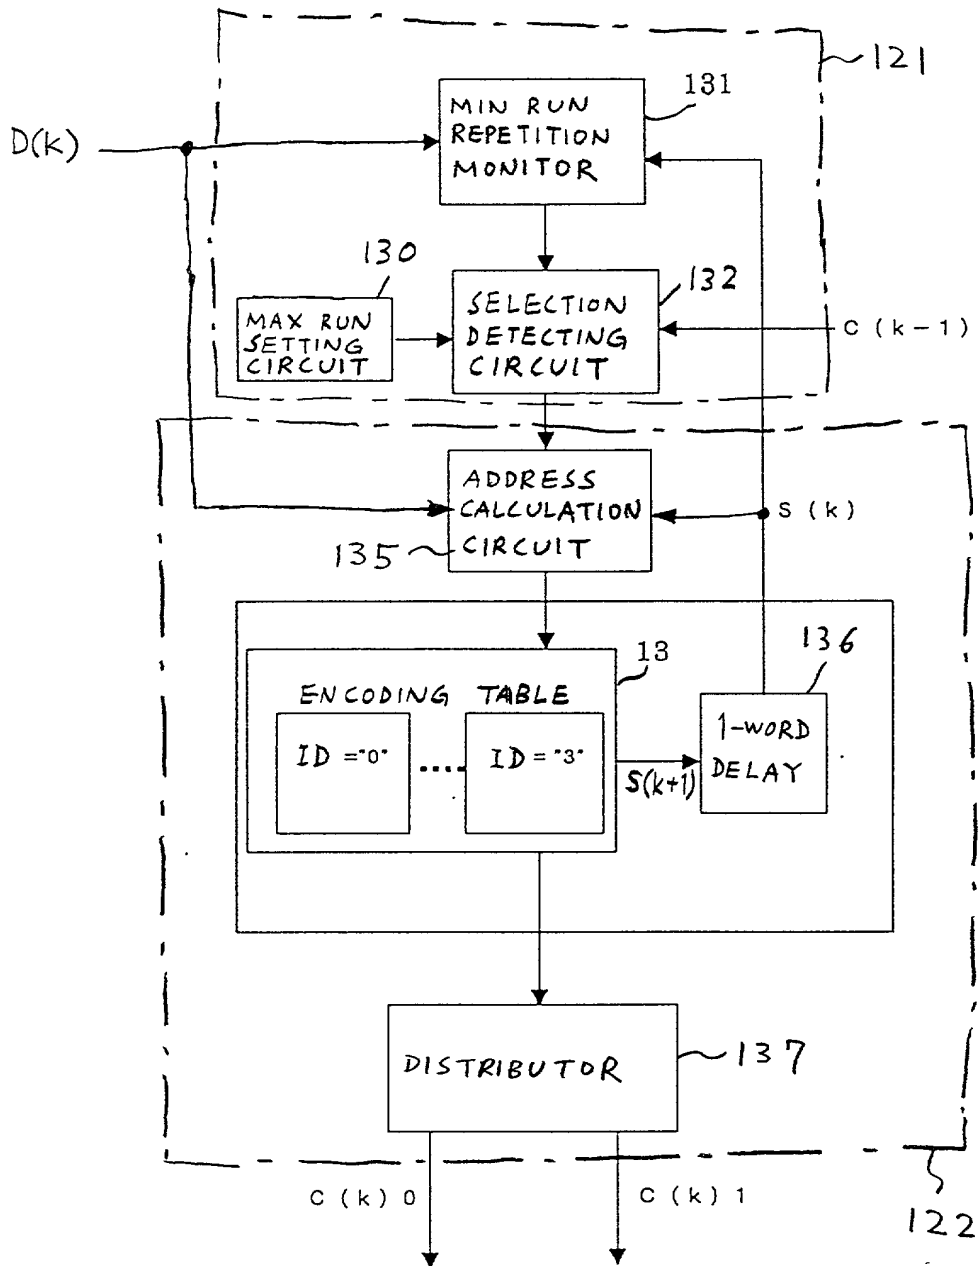 121
131
MIN RUN
REPETITION
MONITOR
D(k)
130
132
MAX RUN
SETTING
CIRCUIT
SELECTION
DETECTING
CIRCUIT
C (k-1)
ADDRESS
CALCULATION
CIRCUIT
135
S (k)
13
136
ENCODING TABLE
ID ="0"
.....
ID = "3"
1-WORD
DELAY
S(k+1)
DISTRIBUTOR
137
C (k) 0
C (k) 1
122